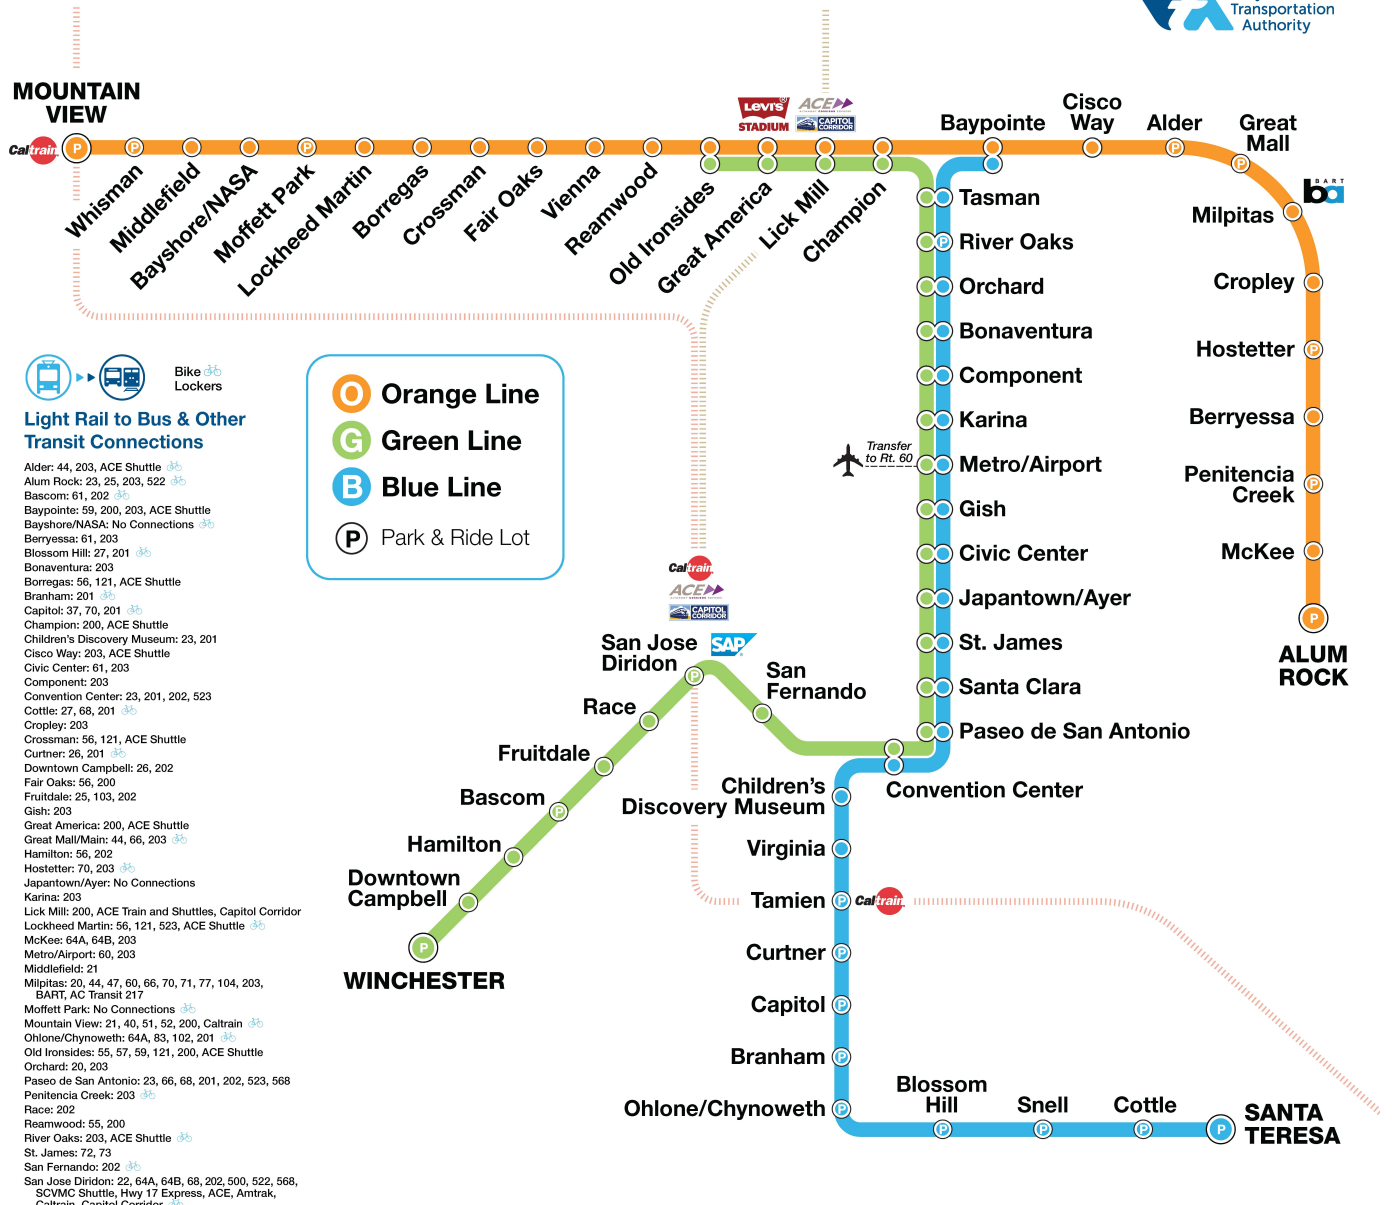 Transportation
Authority
MOUNTAIN
VIEW
Caltrain
P
Whisman
Middlefield
Bayshore/NASA
Moffett Park
Lockheed Martin
Borregas
Crossman
Fair Oaks
Vienna
Reamwood
Old Ironsides
Great America
Lick Mill
Champion
LEVI'S
STADIUM
ACE
CAPITOL
CORRIDOR
Baypointe
Cisco
Way
Alder
Great
Mall
BART
ba
Milpitas
Cropley
Hostetter
Berryessa
Penitencia
Creek
McKee
ALUM
ROCK
Tasman
River Oaks
Orchard
Bonaventura
Component
Karina
Transfer
to Rt. 60
Metro/Airport
Gish
Civic Center
Japantown/Ayer
St. James
Santa Clara
Paseo de San Antonio
Convention Center
O Orange Line
G Green Line
B Blue Line
P Park & Ride Lot
Caltrain
ACE
CAPITOL
CORRIDOR
San Jose
Diridon
SAP
San
Fernando
Race
Fruitdale
Bascom
Hamilton
Downtown
Campbell
WINCHESTER
Children's
Discovery Museum
Virginia
Tamien
Caltrain
Curtner
Capitol
Branham
Ohlone/Chynoweth
Blossom
Hill
Snell
Cottle
SANTA
TERESA
Bike
Lockers
Light Rail to Bus & Other
Transit Connections
Alder: 44, 203, ACE Shuttle
Alum Rock: 23, 25, 203, 522
Bascom: 61, 202
Baypointe: 59, 200, 203, ACE Shuttle
Bayshore/NASA: No Connections
Berryessa: 61, 203
Blossom Hill: 27, 201
Bonaventura: 203
Borregas: 56, 121, ACE Shuttle
Branham: 201
Capitol: 37, 70, 201
Champion: 200, ACE Shuttle
Children's Discovery Museum: 23, 201
Cisco Way: 203, ACE Shuttle
Civic Center: 61, 203
Component: 203
Convention Center: 23, 201, 202, 523
Cottle: 27, 68, 201
Cropley: 203
Crossman: 56, 121, ACE Shuttle
Curtner: 26, 201
Downtown Campbell: 26, 202
Fair Oaks: 56, 200
Fruitdale: 25, 103, 202
Gish: 203
Great America: 200, ACE Shuttle
Great Mall/Main: 44, 66, 203
Hamilton: 56, 202
Hostetter: 70, 203
Japantown/Ayer: No Connections
Karina: 203
Lick Mill: 200, ACE Train and Shuttles, Capitol Corridor
Lockheed Martin: 56, 121, 523, ACE Shuttle
McKee: 64A, 64B, 203
Metro/Airport: 60, 203
Middlefield: 21
Milpitas: 20, 44, 47, 60, 66, 70, 71, 77, 104, 203,
BART, AC Transit 217
Moffett Park: No Connections
Mountain View: 21, 40, 51, 52, 200, Caltrain
Ohlone/Chynoweth: 64A, 83, 102, 201
Old Ironsides: 55, 57, 59, 121, 200, ACE Shuttle
Orchard: 20, 203
Paseo de San Antonio: 23, 66, 68, 201, 202, 523, 568
Penitencia Creek: 203
Race: 202
Reamwood: 55, 200
River Oaks: 203, ACE Shuttle
St. James: 72, 73
San Fernando: 202
San Jose Diridon: 22, 64A, 64B, 68, 202, 500, 522, 568,
SCVMC Shuttle, Hwy 17 Express, ACE, Amtrak,
Caltrain, Capitol Corridor